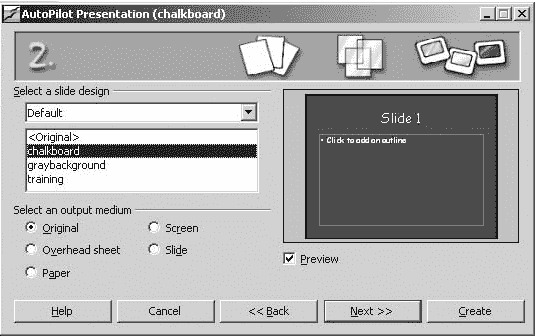 AutoPilot Presentation (chalkboard)
2.
Select a slide design
Default
<Original>
chalkboard
graybackground
training
Slide 1
• Click to add an outline
Select an output medium
Original
Screen
Overhead sheet
Slide
Paper
Preview
Help
Cancel
<< Back
Next >>
Create